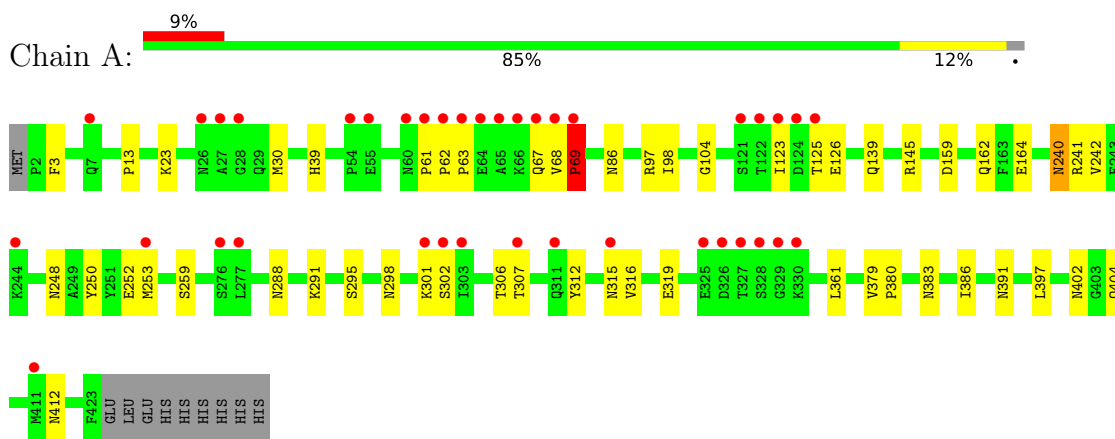 9%
Chain A:
85% 12% •
MET P2 F3 Q7 P13 K23 N26 A27 G28 Q29 M30 H39 P54 E55 N60 P61 P62 P63 E64 A65 K66 Q67 V68 P69 N86 R97 I98 G104 S121 T122 I123 D124 T125 E126 Q139 R145 D159 Q162 F163 E164 N240 R241 V242 E243
K244 N248 A249 Y250 Y251 E252 M253 S259 S276 L277 N288 K291 S295 N298 K301 S302 I303 T306 T307 Q311 Y312 N315 V316 E319 E325 D326 T327 S328 G329 K330 L361 V379 P380 N383 I386 N391 L397 N402 G403
M411 N412 F423 GLU LEU GLU HIS HIS HIS HIS HIS HIS